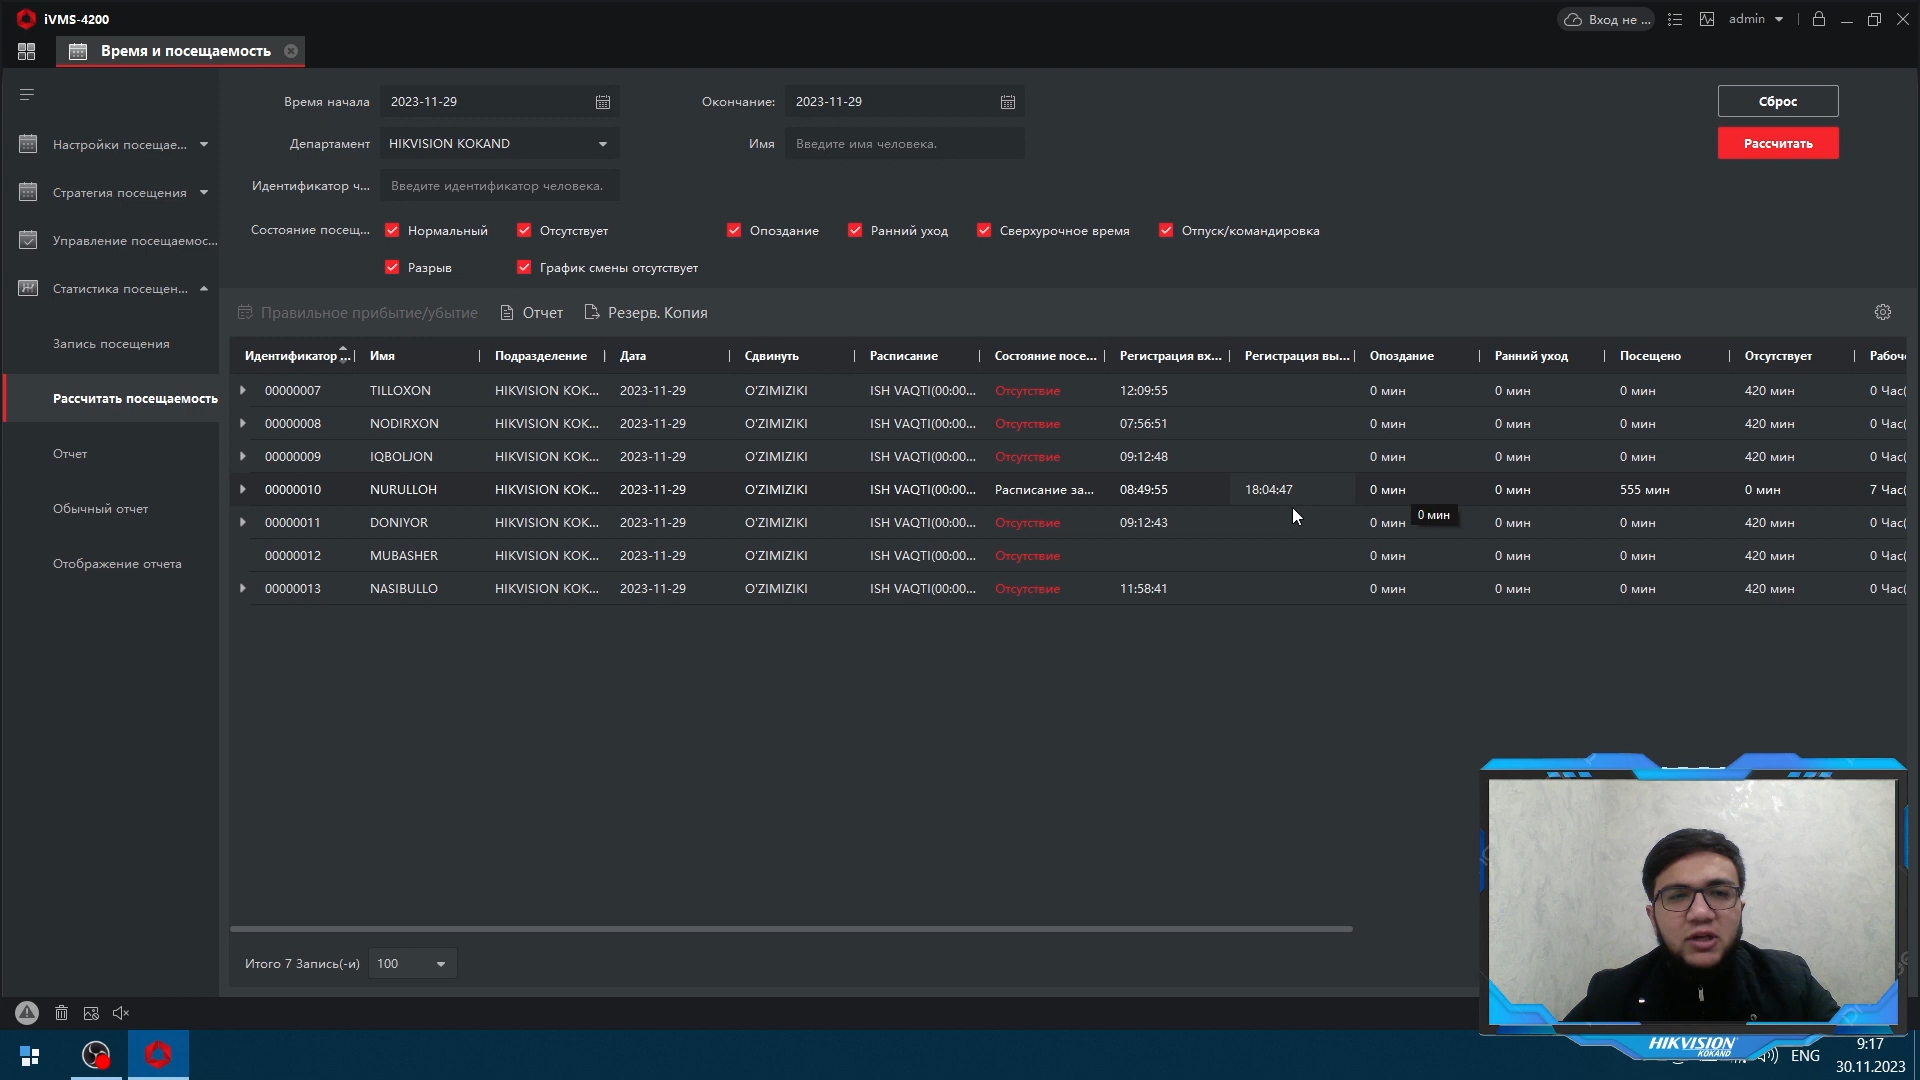 iVMS-4200
Вход не ...
admin
Время и посещаемость
Время начала 2023-11-29 Окончание: 2023-11-29 Сброс
Настройки посещае... Департамент HIKVISION KOKAND Имя Введите имя человека. Рассчитать
Стратегия посещения Идентификатор ч... Введите идентификатор человека.
Управление посещаемос... Состояние посещ... Нормальный Отсутствует Опоздание Ранний уход Сверхурочное время Отпуск/командировка
Разрыв График смены отсутствует
Статистика посещен...
Правильное прибытие/убытие Отчет Резерв. Копия
Запись посещения
Рассчитать посещаемость
Отчет
Обычный отчет
Отображение отчета
Идентификатор ... Имя Подразделение Дата Сдвинуть Расписание Состояние посе... Регистрация вх... Регистрация вы... Опоздание Ранний уход Посещено Отсутствует Рабоч
00000007 TILLOXON HIKVISION KOK... 2023-11-29 O'ZIMIZIKI ISH VAQTI(00:00... Отсутствие 12:09:55 0 мин 0 мин 0 мин 420 мин 0 Час(
00000008 NODIRXON HIKVISION KOK... 2023-11-29 O'ZIMIZIKI ISH VAQTI(00:00... Отсутствие 07:56:51 0 мин 0 мин 0 мин 420 мин 0 Час(
00000009 IQBOLJON HIKVISION KOK... 2023-11-29 O'ZIMIZIKI ISH VAQTI(00:00... Отсутствие 09:12:48 0 мин 0 мин 0 мин 420 мин 0 Час(
00000010 NURULLOH HIKVISION KOK... 2023-11-29 O'ZIMIZIKI ISH VAQTI(00:00... Расписание за... 08:49:55 18:04:47 0 мин 0 мин 555 мин 0 мин 7 Час(
0 мин
00000011 DONIYOR HIKVISION KOK... 2023-11-29 O'ZIMIZIKI ISH VAQTI(00:00... Отсутствие 09:12:43 0 мин 0 мин 0 мин 420 мин 0 Час(
00000012 MUBASHER HIKVISION KOK... 2023-11-29 O'ZIMIZIKI ISH VAQTI(00:00... Отсутствие 0 мин 0 мин 0 мин 420 мин 0 Час(
00000013 NASIBULLO HIKVISION KOK... 2023-11-29 O'ZIMIZIKI ISH VAQTI(00:00... Отсутствие 11:58:41 0 мин 0 мин 0 мин 420 мин 0 Час(
Итого 7 Запись(-и) 100
HIKVISION
KOKAND
ENG
9:17
30.11.2023